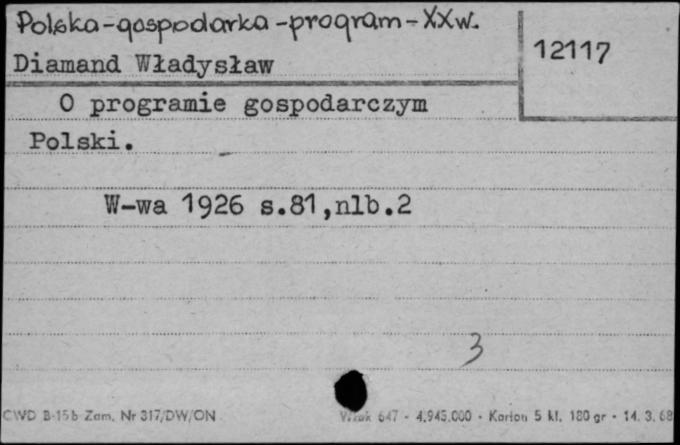 Polska-gospodarka-program-XXw.
12117
Diamand Władysław
O programie gospodarczym
Polski.
W-wa 1926 s.81,nlb.2
3
CWD B-15b Zam. Nr 317/DW/ON 647 - 4.945.000 - Karton 5 kl. 180 gr - 14. 3. 68